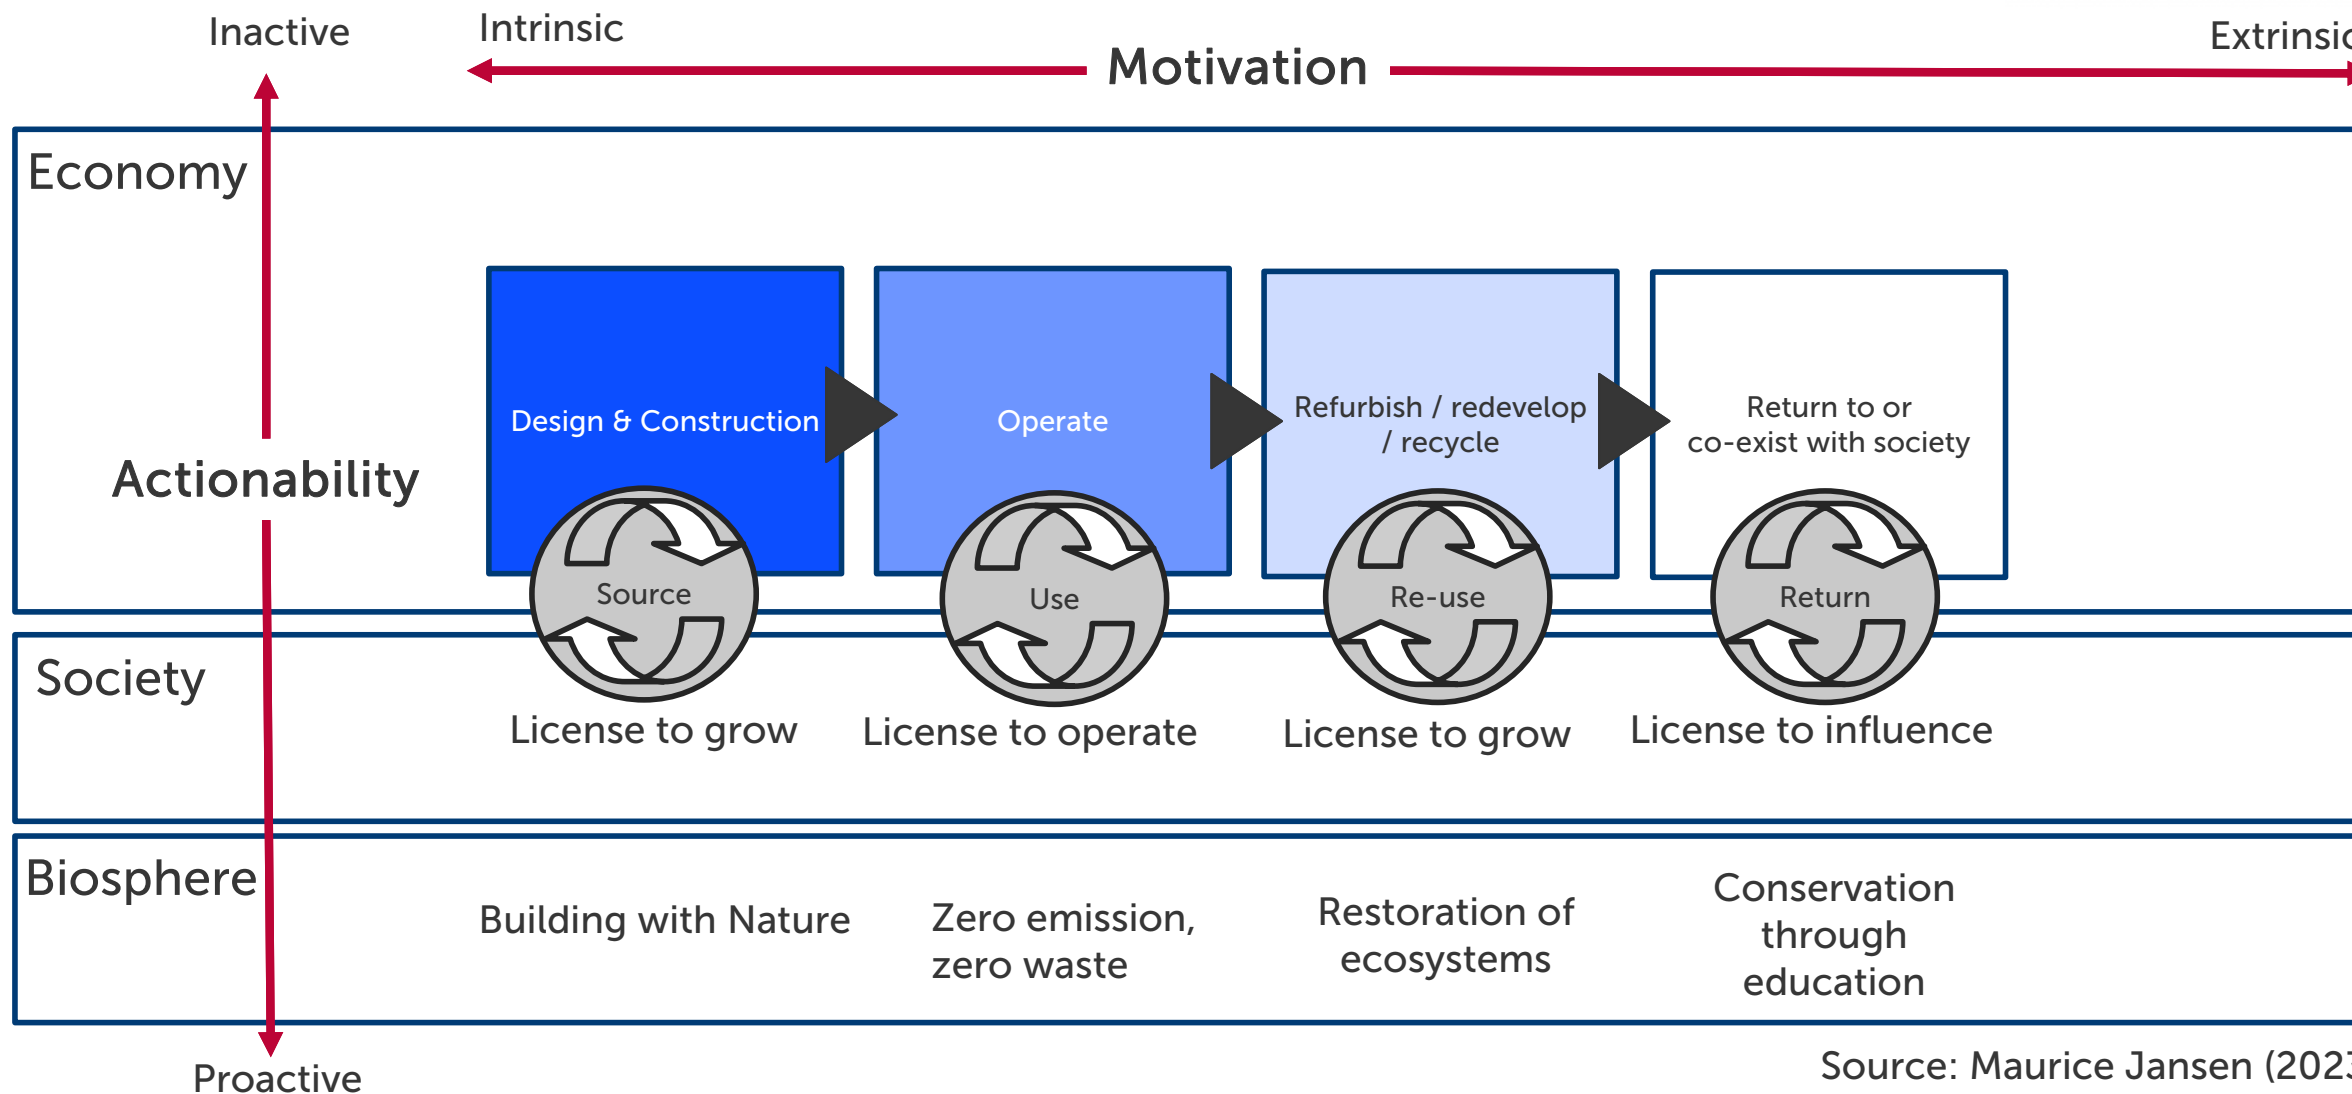 Inactive
Intrinsic
Motivation
Extrinsic
Economy
Actionability
Design & Construction
Operate
Refurbish / redevelop
/ recycle
Return to or
co-exist with society
Source
Use
Re-use
Return
Society
License to grow
License to operate
License to grow
License to influence
Biosphere
Building with Nature
Zero emission,
zero waste
Restoration of
ecosystems
Conservation
through
education
Proactive
Source: Maurice Jansen (2023